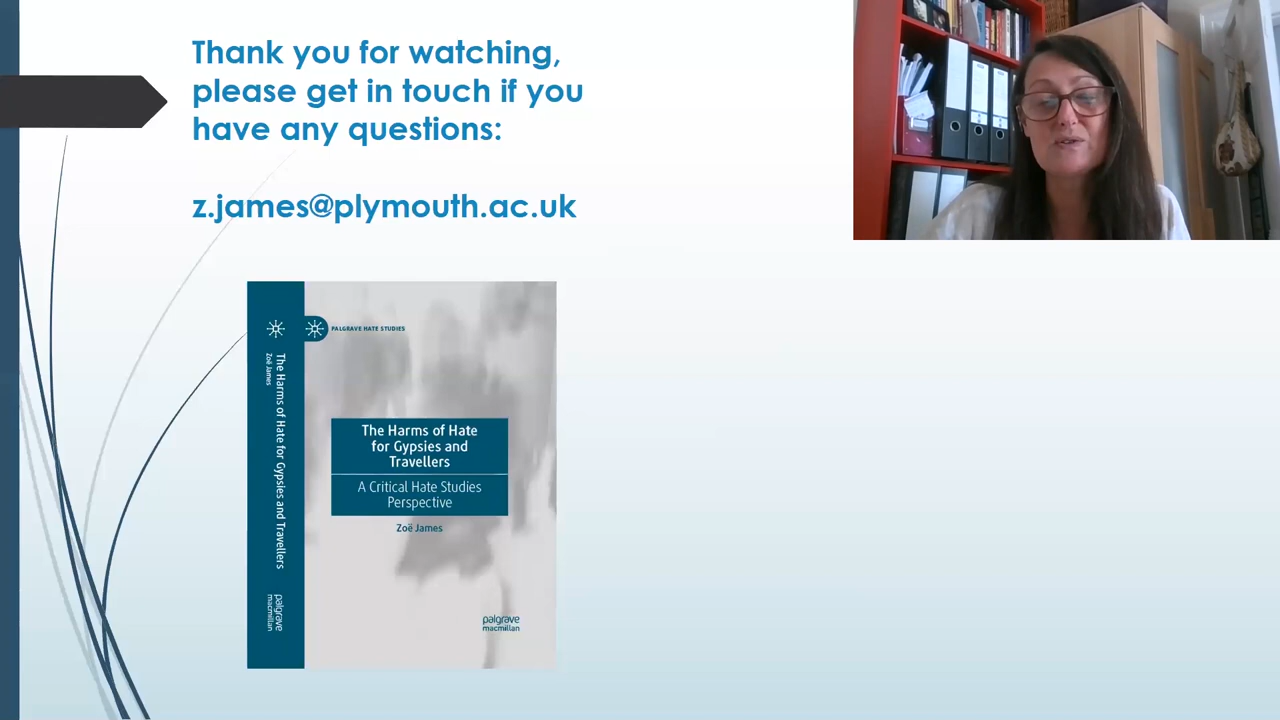 Thank you for watching,
please get in touch if you
have any questions:
z.james@plymouth.ac.uk
PALGRAVE HATE STUDIES
The Harms of Hate for Gypsies and Travellers
Zoë James
palgrave
macmillan
The Harms of Hate
for Gypsies and
Travellers
A Critical Hate Studies
Perspective
Zoë James
palgrave
macmillan